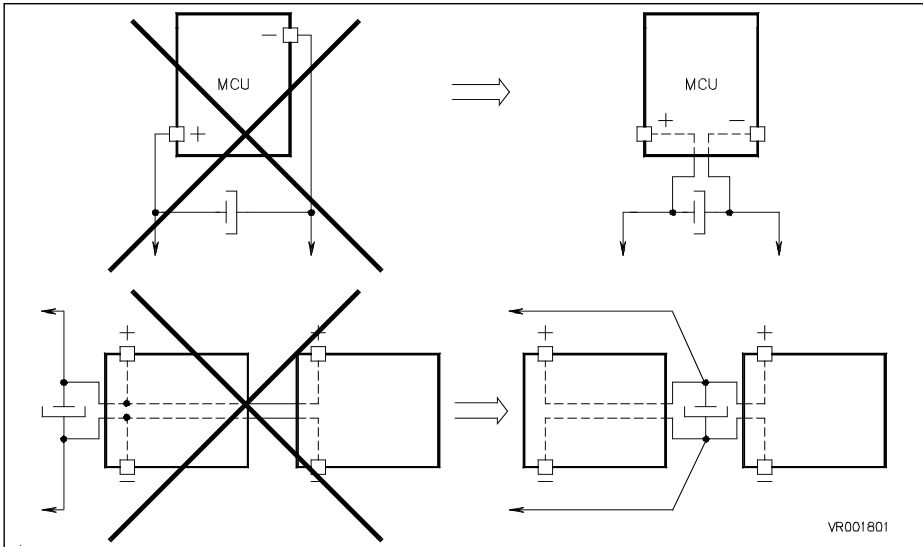 −
MCU
+
MCU
+ −
+ +
− −
+ +
− −
VR001801